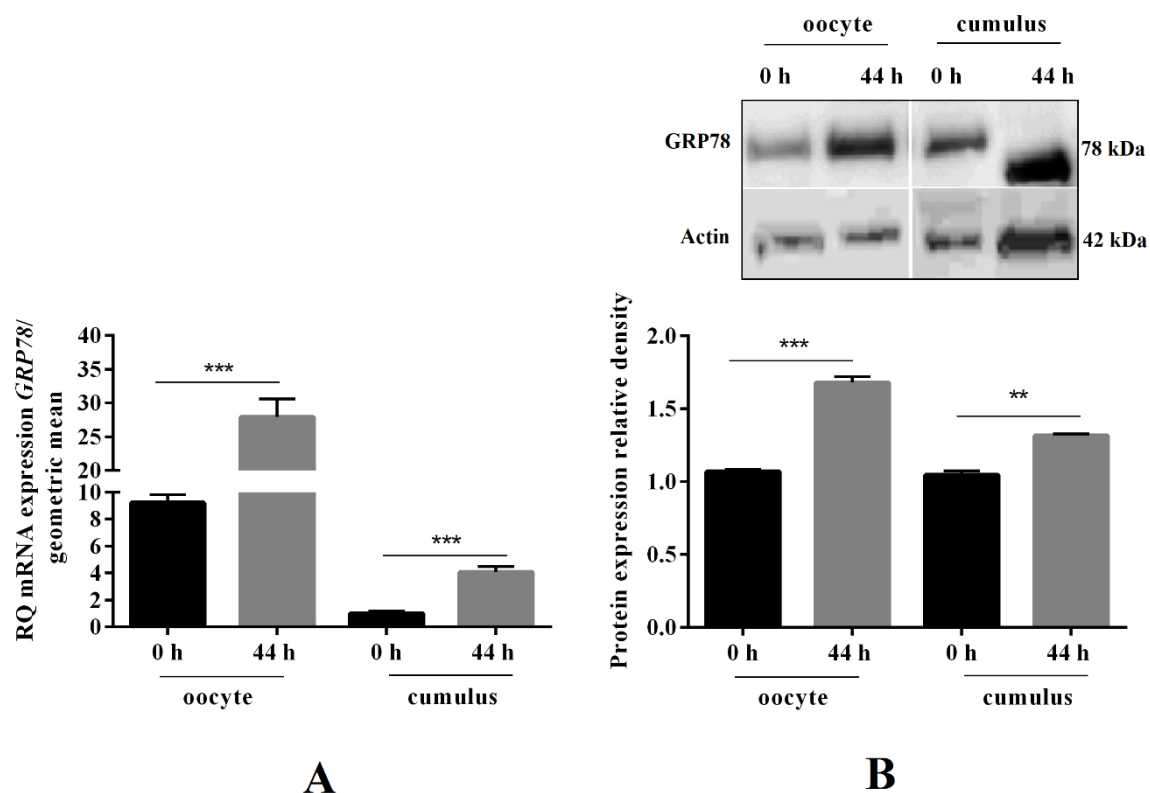 oocyte cumulus
0 h 44 h 0 h 44 h
GRP78 78 kDa
Actin 42 kDa
RQ mRNA expression GRP78/
geometric mean
40
35
30
25
20
10
8
6
4
2
0
***
***
0 h 44 h 0 h 44 h
oocyte cumulus
A
Protein expression relative density
2.0
1.5
1.0
0.5
0.0
***
**
0 h 44 h 0 h 44 h
oocyte cumulus
B